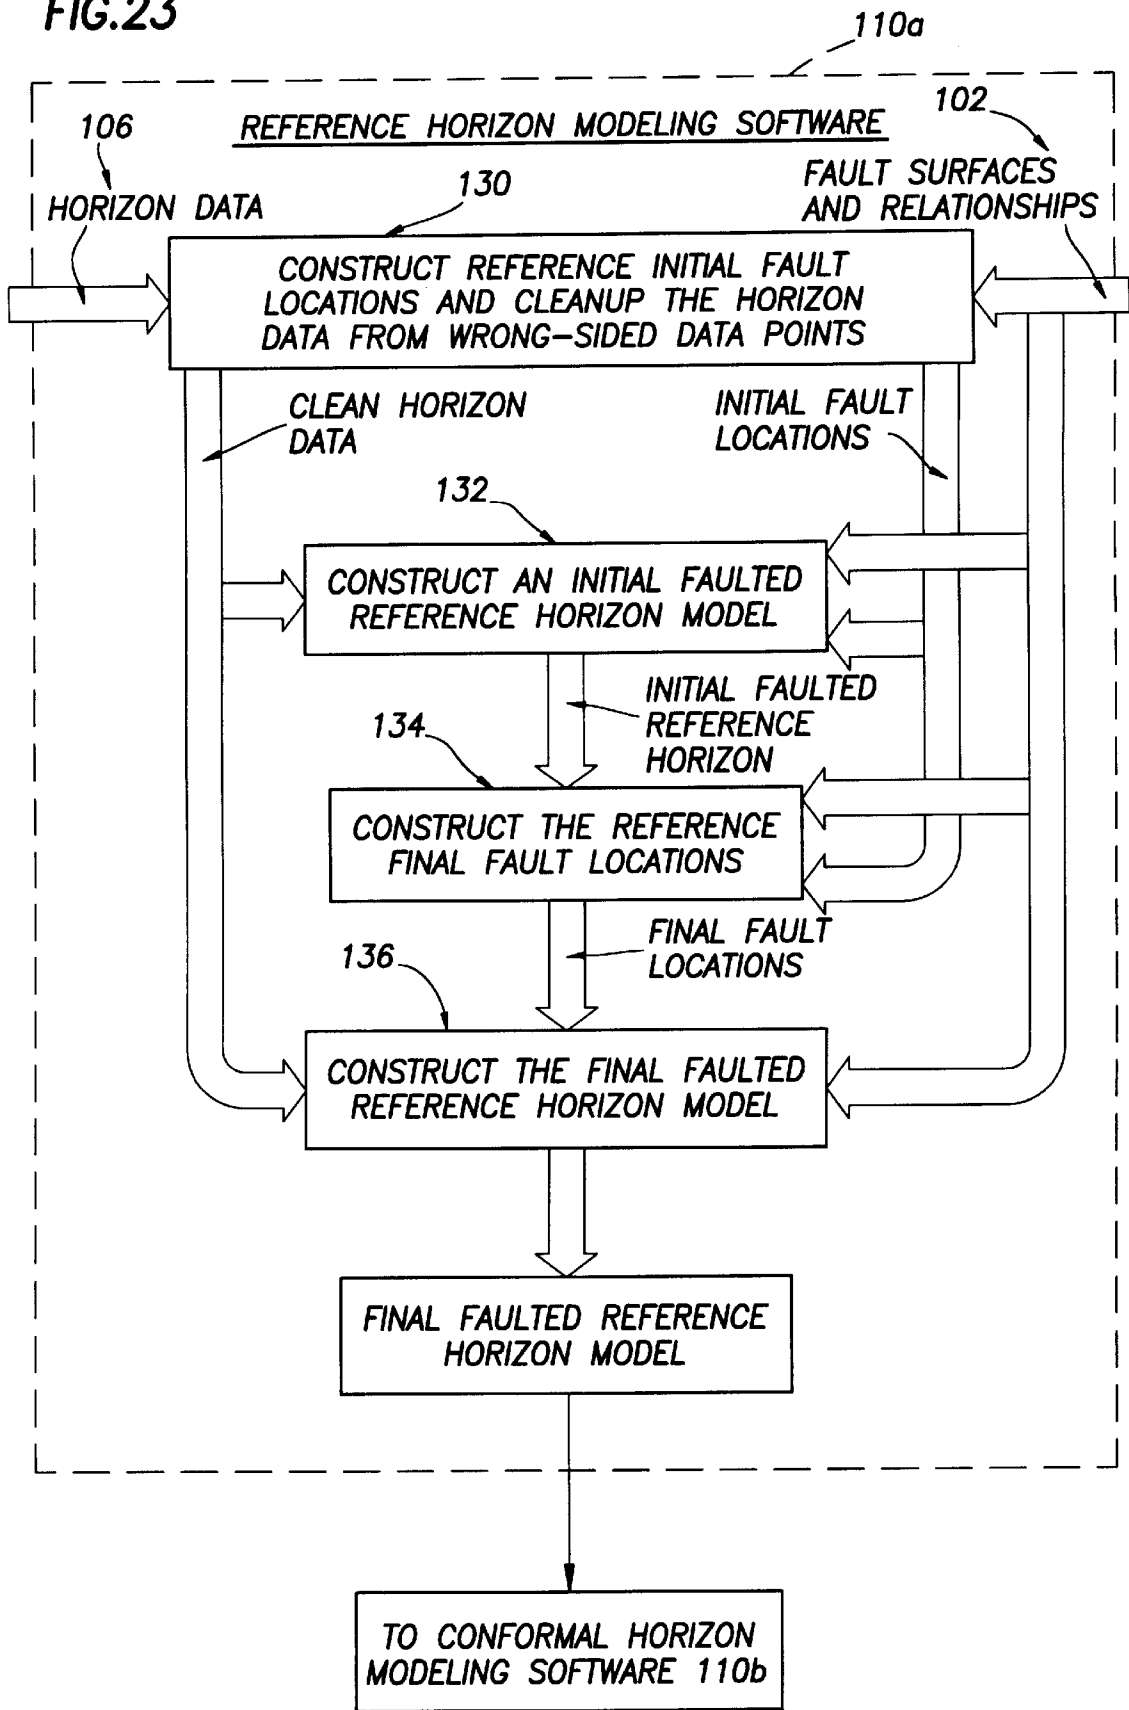 FIG.23
110a
106
REFERENCE HORIZON MODELING SOFTWARE
102
HORIZON DATA
130
FAULT SURFACES
AND RELATIONSHIPS
CONSTRUCT REFERENCE INITIAL FAULT
LOCATIONS AND CLEANUP THE HORIZON
DATA FROM WRONG-SIDED DATA POINTS
CLEAN HORIZON
DATA
INITIAL FAULT
LOCATIONS
132
CONSTRUCT AN INITIAL FAULTED
REFERENCE HORIZON MODEL
INITIAL FAULTED
REFERENCE
HORIZON
134
CONSTRUCT THE REFERENCE
FINAL FAULT LOCATIONS
FINAL FAULT
LOCATIONS
136
CONSTRUCT THE FINAL FAULTED
REFERENCE HORIZON MODEL
FINAL FAULTED REFERENCE
HORIZON MODEL
TO CONFORMAL HORIZON
MODELING SOFTWARE 110b